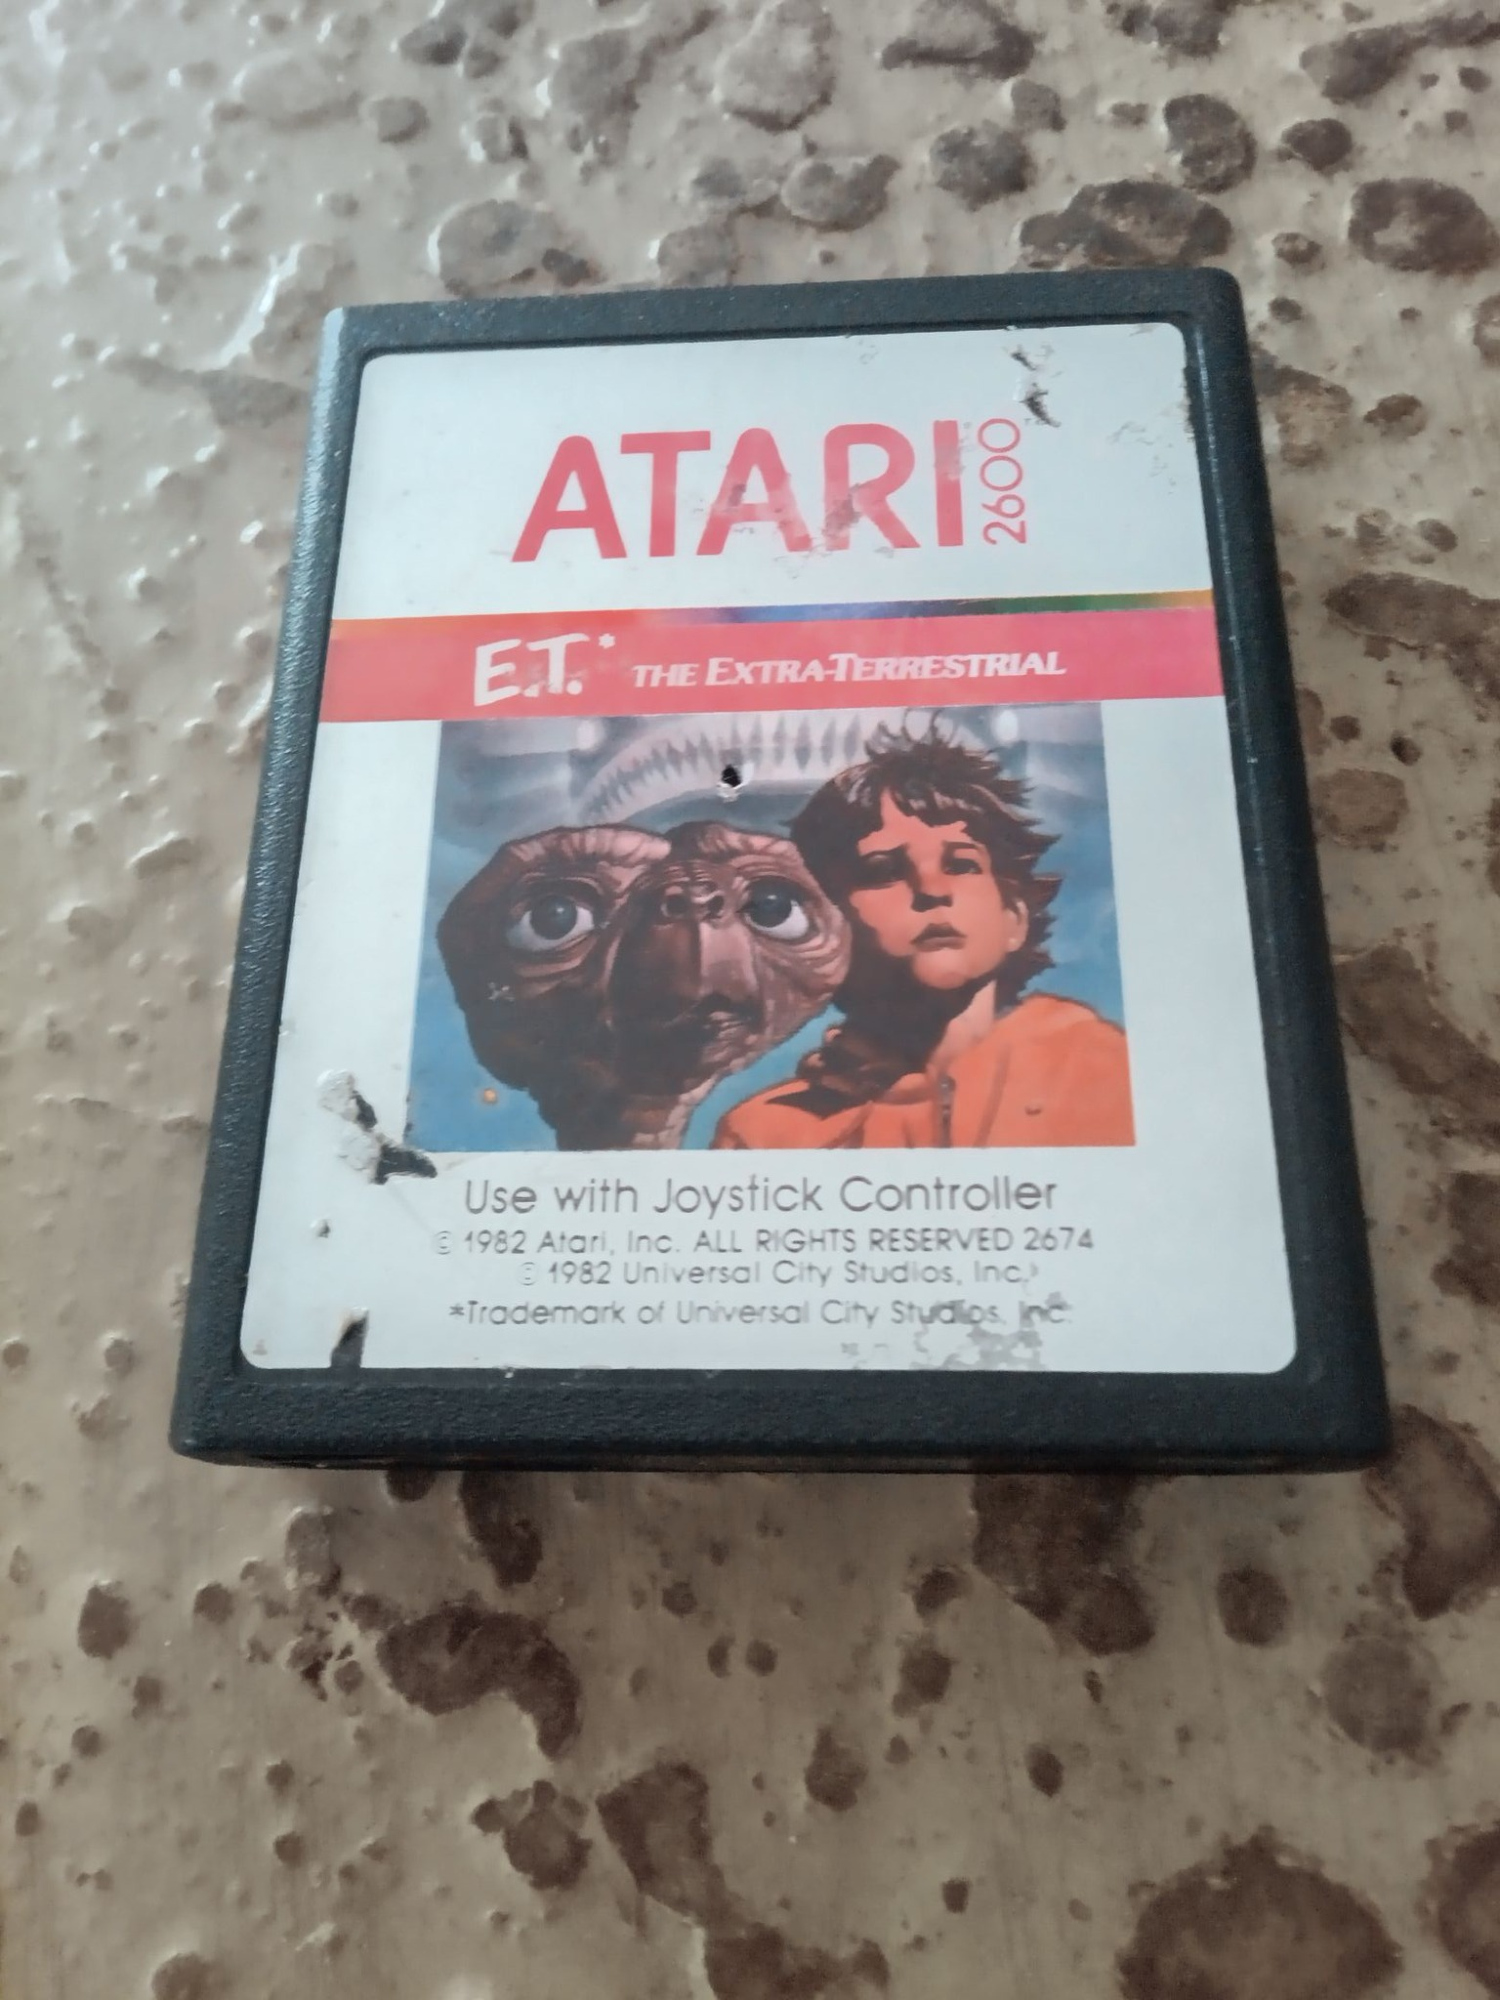 ATARI 2600™
E.T.* THE EXTRA-TERRESTRIAL
Use with Joystick Controller
© 1982 Atari, Inc. ALL RIGHTS RESERVED 2674
© 1982 Universal City Studios, Inc.
*Trademark of Universal City Studios, Inc.